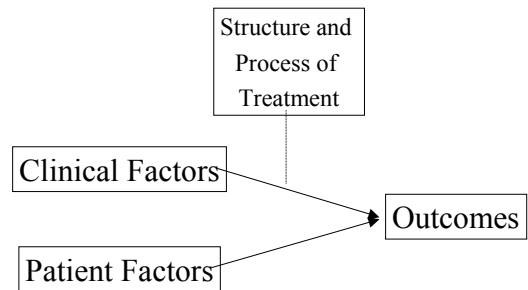 Structure and
Process of
Treatment
Clinical Factors
Outcomes
Patient Factors